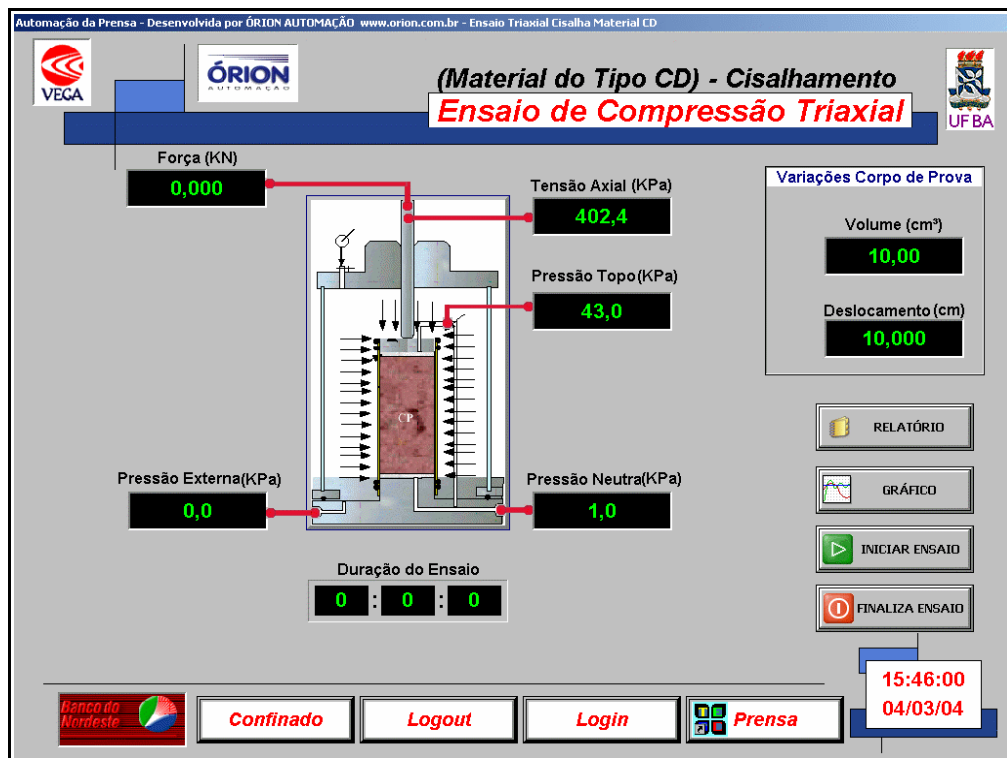 Automação da Prensa - Desenvolvida por ÓRION AUTOMAÇÃO www.orion.com.br - Ensaio Triaxial Cisalha Material CD
VEGA
ÓRION
AUTOMAÇÃO
(Material do Tipo CD) - Cisalhamento
Ensaio de Compressão Triaxial
UFBA
Força (KN)
0,000
Tensão Axial (KPa)
402,4
Pressão Topo(KPa)
43,0
Variações Corpo de Prova
Volume (cm³)
10,00
Deslocamento (cm)
10,000
CP
Pressão Externa(KPa)
0,0
Pressão Neutra(KPa)
1,0
Duração do Ensaio
0 : 0 : 0
RELATÓRIO
GRÁFICO
INICIAR ENSAIO
FINALIZA ENSAIO
15:46:00
04/03/04
Banco do
Nordeste
Confinado
Logout
Login
Prensa